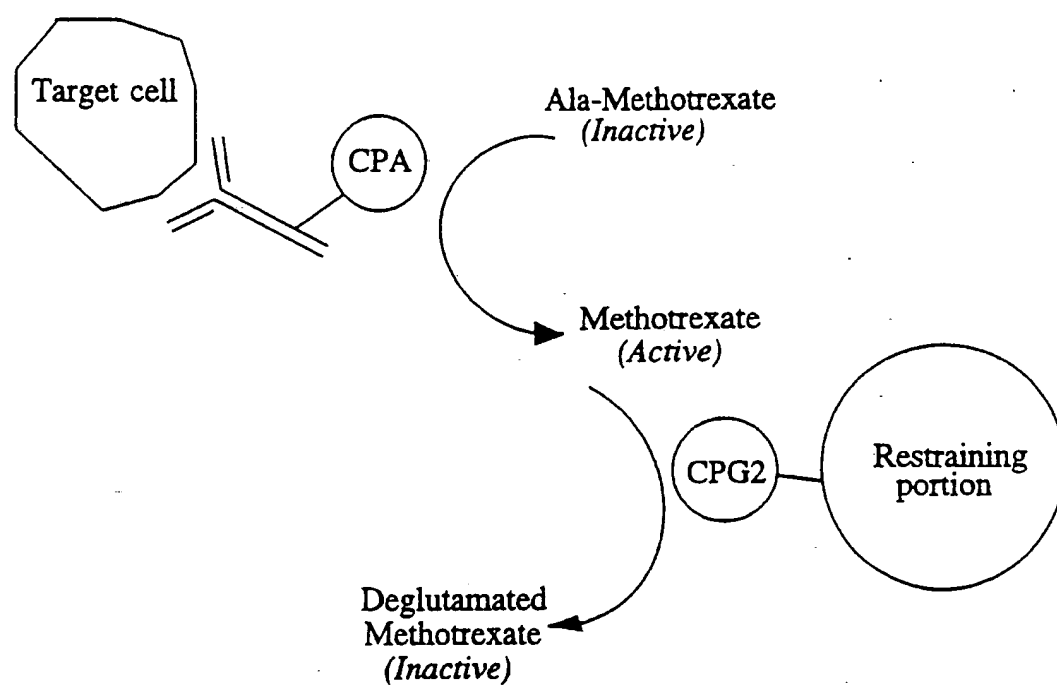 Target cell
CPA
Ala-Methotrexate
(Inactive)
Methotrexate
(Active)
CPG2
Restraining
portion
Deglutamated
Methotrexate
(Inactive)